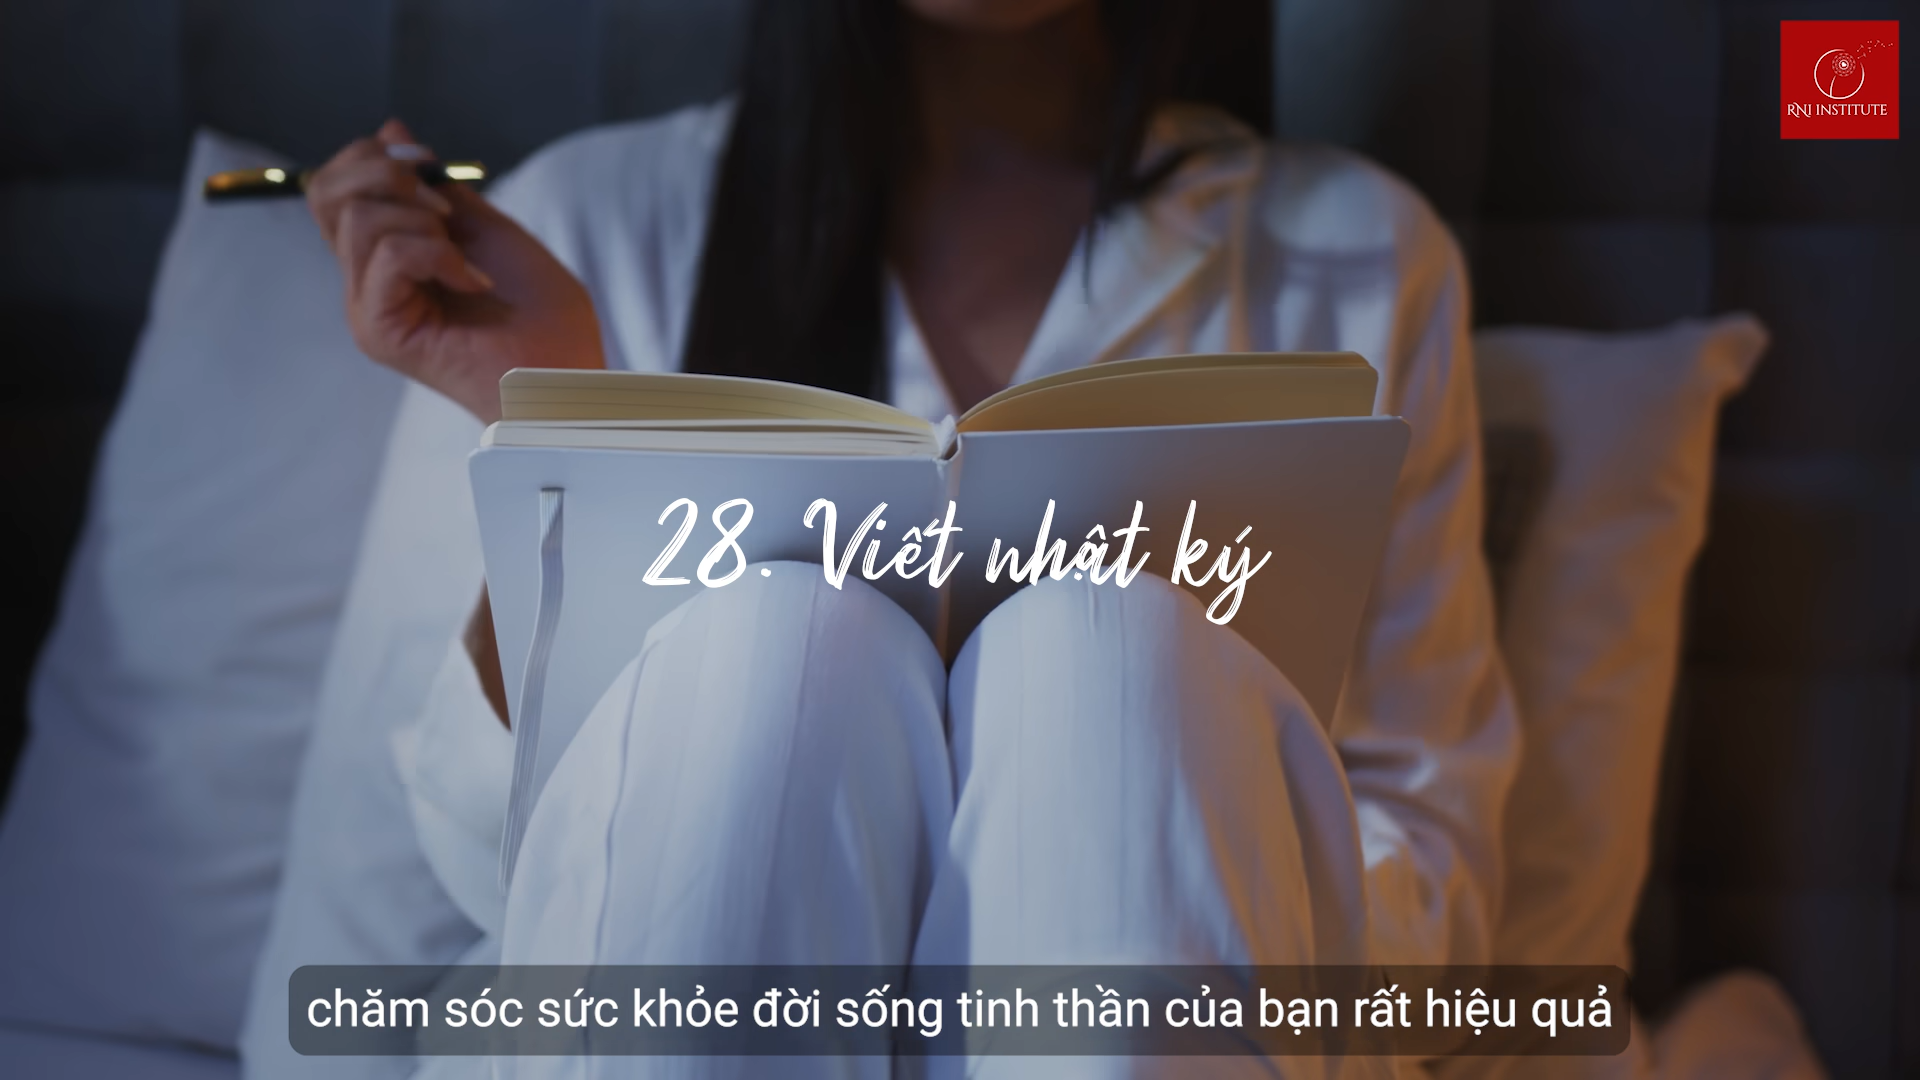 RNI INSTITUTE
28. Viết nhật ký
chăm sóc sức khỏe đời sống tinh thần của bạn rất hiệu quả